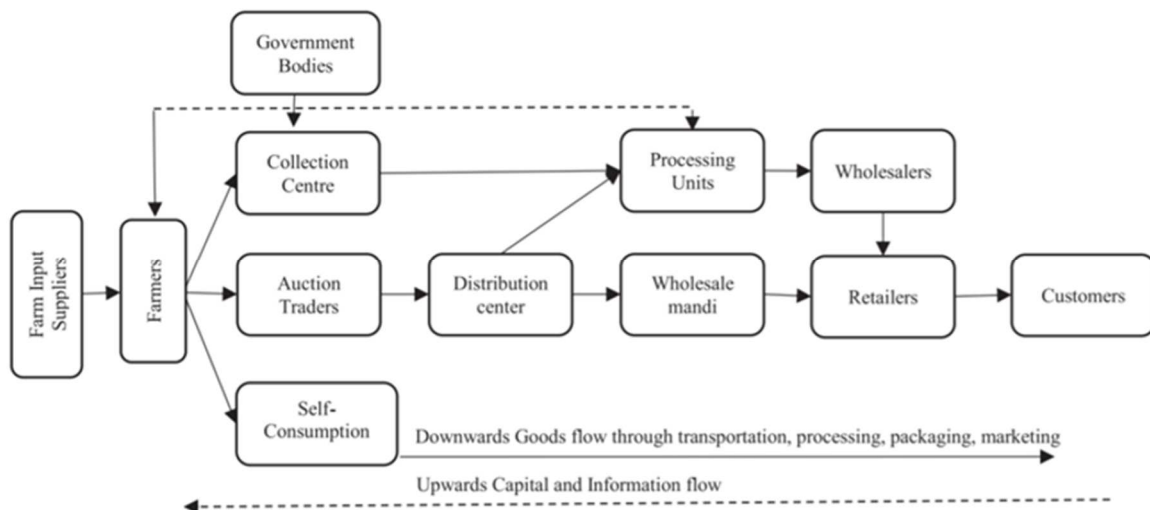 Government
Bodies
Collection
Centre
Processing
Units
Wholesalers
Farm Input
Suppliers
Farmers
Auction
Traders
Distribution
center
Wholesale
mandi
Retailers
Customers
Self-
Consumption
Downwards Goods flow through transportation, processing, packaging, marketing
Upwards Capital and Information flow